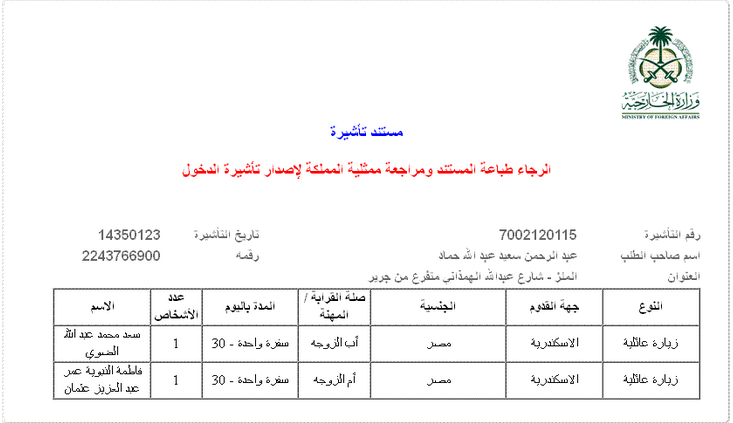 وزارة الخارجية
MINISTRY OF FOREIGN AFFAIRS
مستند تأشيرة
الرجاء طباعة المستند ومراجعة ممثلية المملكة لإصدار تأشيرة الدخول
رقم التأشيرة 7002120115 تاريخ التأشيرة 14350123
اسم صاحب الطلب عبد الرحمن سعيد عبد الله حماد رقمه 2243766900
العنوان الملز - شارع عبدالله الهمداني متفرع من جرير
النوع جهة القدوم الجنسية صلة القرابة / المهنة المدة باليوم عدد الأشخاص الاسم
زيارة عائلية الاسكندرية مصر أب الزوجه سفرة واحدة - 30 1 سعد محمد عبد الله الضوي
زيارة عائلية الاسكندرية مصر أم الزوجه سفرة واحدة - 30 1 فاطمة النبوية عمر عبد العزيز عثمان